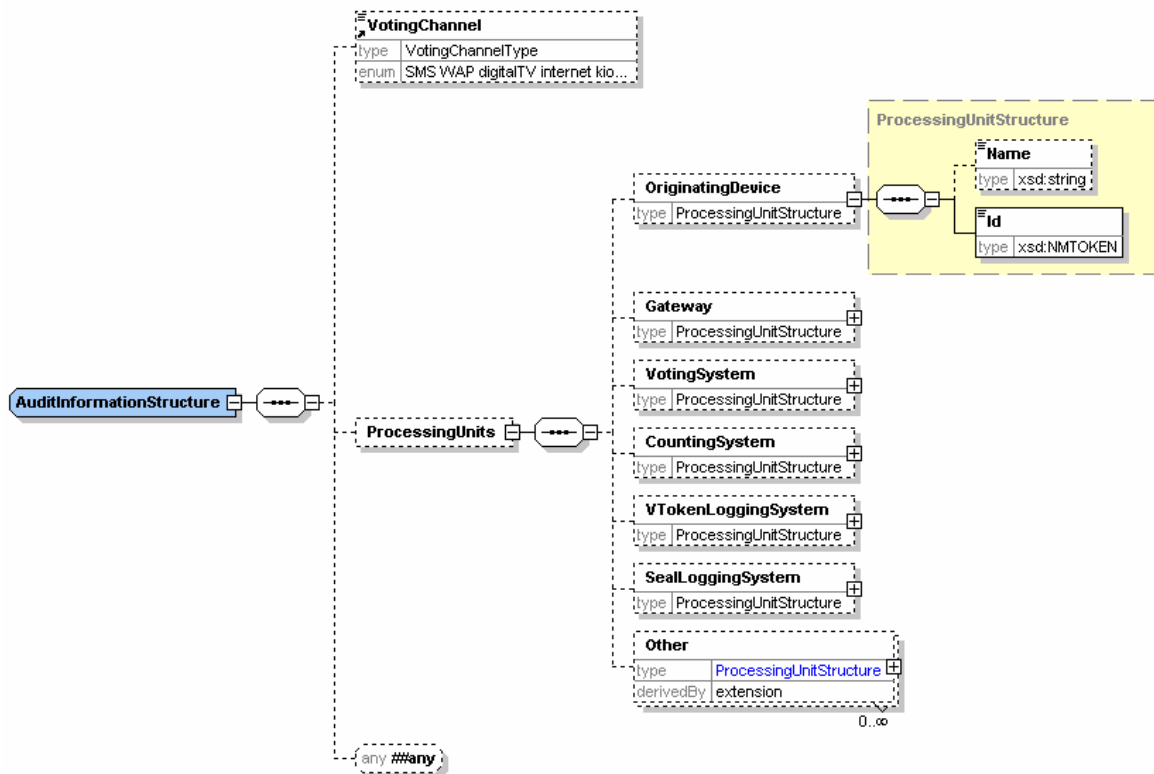 VotingChannel
type VotingChannelType
enum SMS WAP digitalTV internet kio...
ProcessingUnitStructure
Name
type xsd:string
OriginatingDevice
type ProcessingUnitStructure
Id
type xsd:NMTOKEN
Gateway
type ProcessingUnitStructure
VotingSystem
type ProcessingUnitStructure
AuditInformationStructure
ProcessingUnits
CountingSystem
type ProcessingUnitStructure
VTokenLoggingSystem
type ProcessingUnitStructure
SealLoggingSystem
type ProcessingUnitStructure
Other
type ProcessingUnitStructure
derivedBy extension
0..∞
any ##any